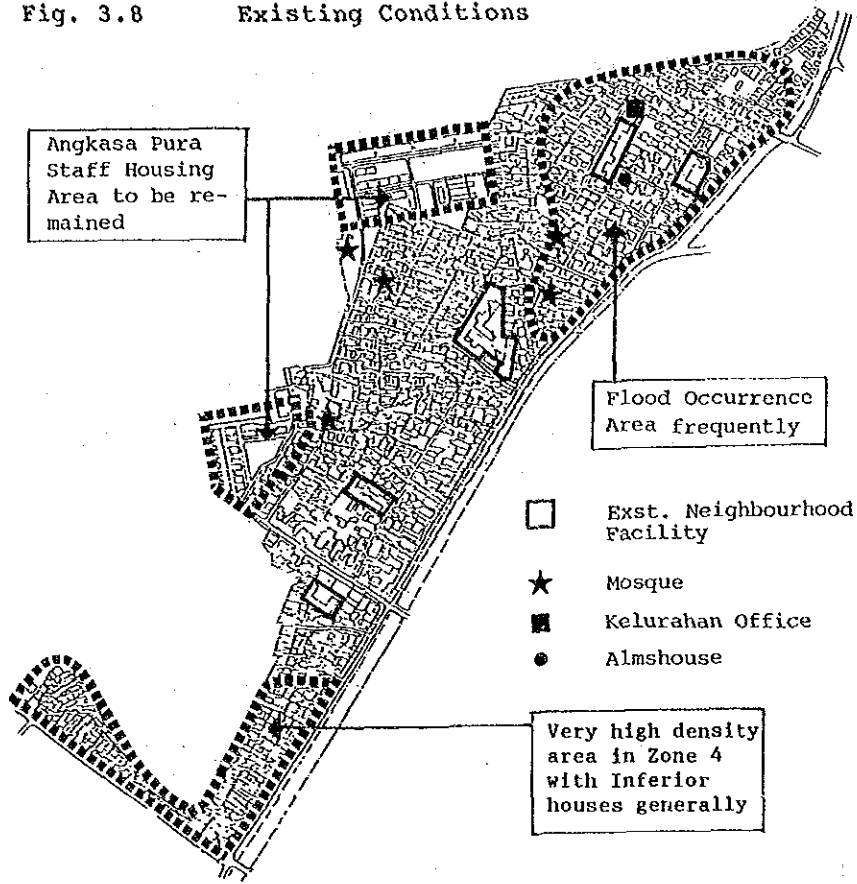 Fig. 3.8 Existing Conditions
Angkasa Pura
Staff Housing
Area to be re-
mained
Flood Occurrence
Area frequently
Exst. Neighbourhood
Facility
Mosque
Kelurahan Office
Almshouse
Very high density
area in Zone 4
with Inferior
houses generally